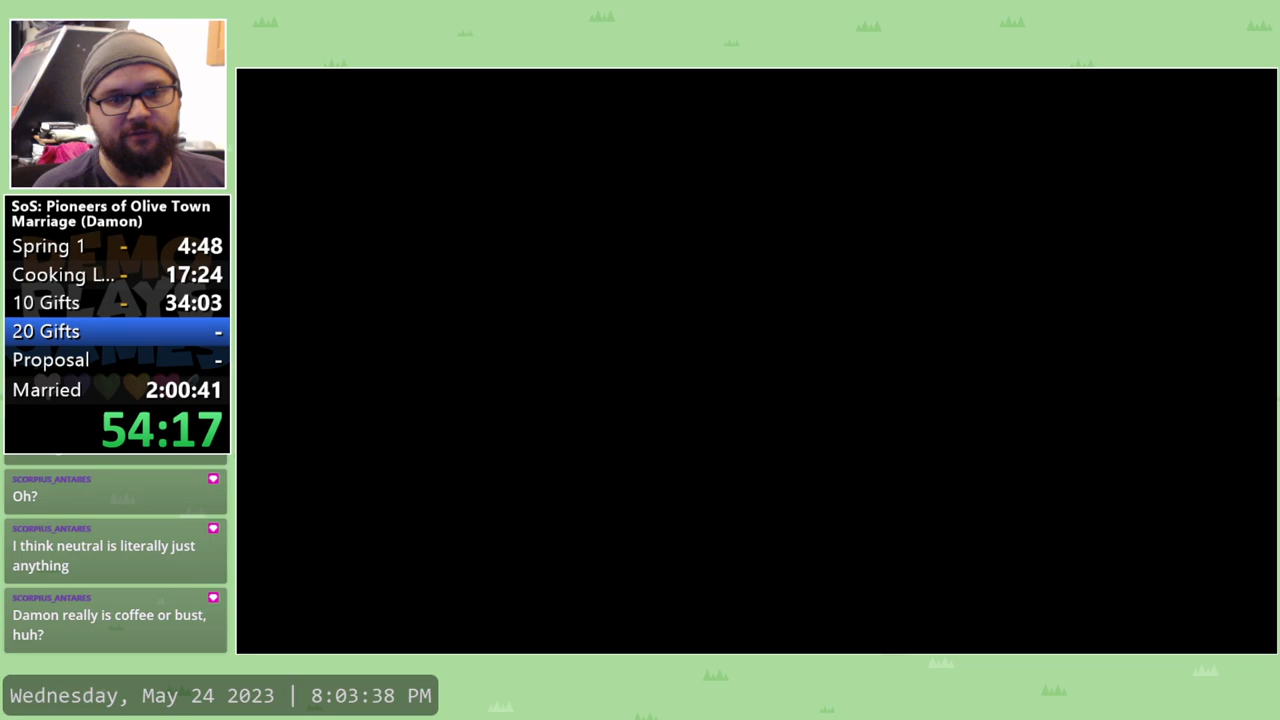 SoS: Pioneers of Olive Town
Marriage (Damon)
Spring 1 - 4:48
Cooking L... - 17:24
10 Gifts - 34:03
20 Gifts -
Proposal -
Married 2:00:41
54:17
SCORPIUS_ANTARES
Oh?
SCORPIUS_ANTARES
I think neutral is literally just
anything
SCORPIUS_ANTARES
Damon really is coffee or bust,
huh?
Wednesday, May 24 2023 | 8:03:38 PM